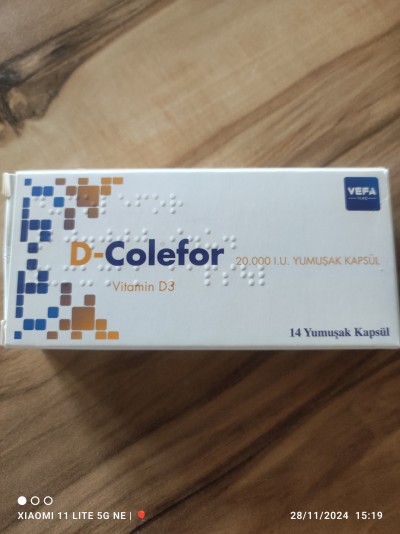 VEFA
D-Colefor 20.000 I.U. YUMUŞAK KAPSÜL
Vitamin D3
14 Yumuşak Kapsül
XIAOMI 11 LITE 5G NE |
28/11/2024 15:19